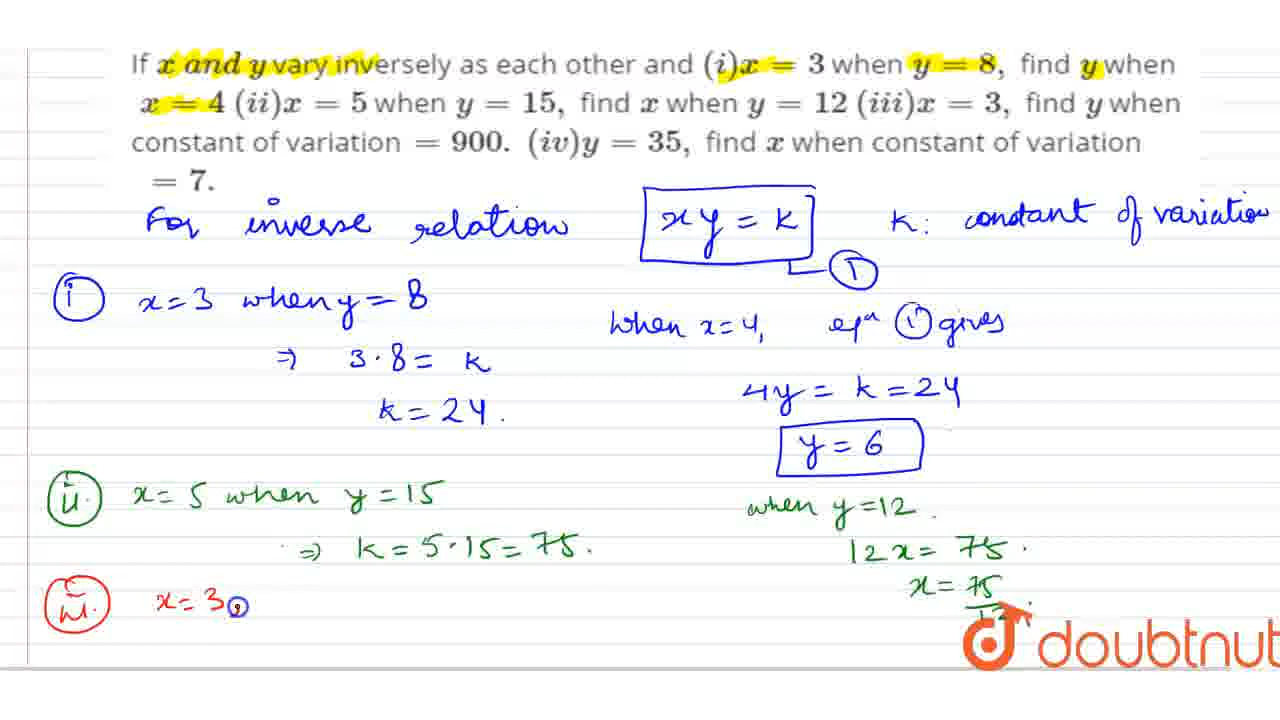 If x and y vary inversely as each other and (i)x = 3 when y = 8, find y when
x = 4 (ii)x = 5 when y = 15, find x when y = 12 (iii)x = 3, find y when
constant of variation = 900. (iv)y = 35, find x when constant of variation
= 7.
For inverse relation xy = k k: constant of variation
①
(i) x = 3 when y = 8
when x = 4, eqn ① gives
⇒ 3 · 8 = k
4y = k = 24
k = 24.
y = 6
(ii) x = 5 when y = 15
when y = 12.
⇒ k = 5 · 15 = 75.
12x = 75.
x = 75/12
(iii) x = 3,
doubtnut